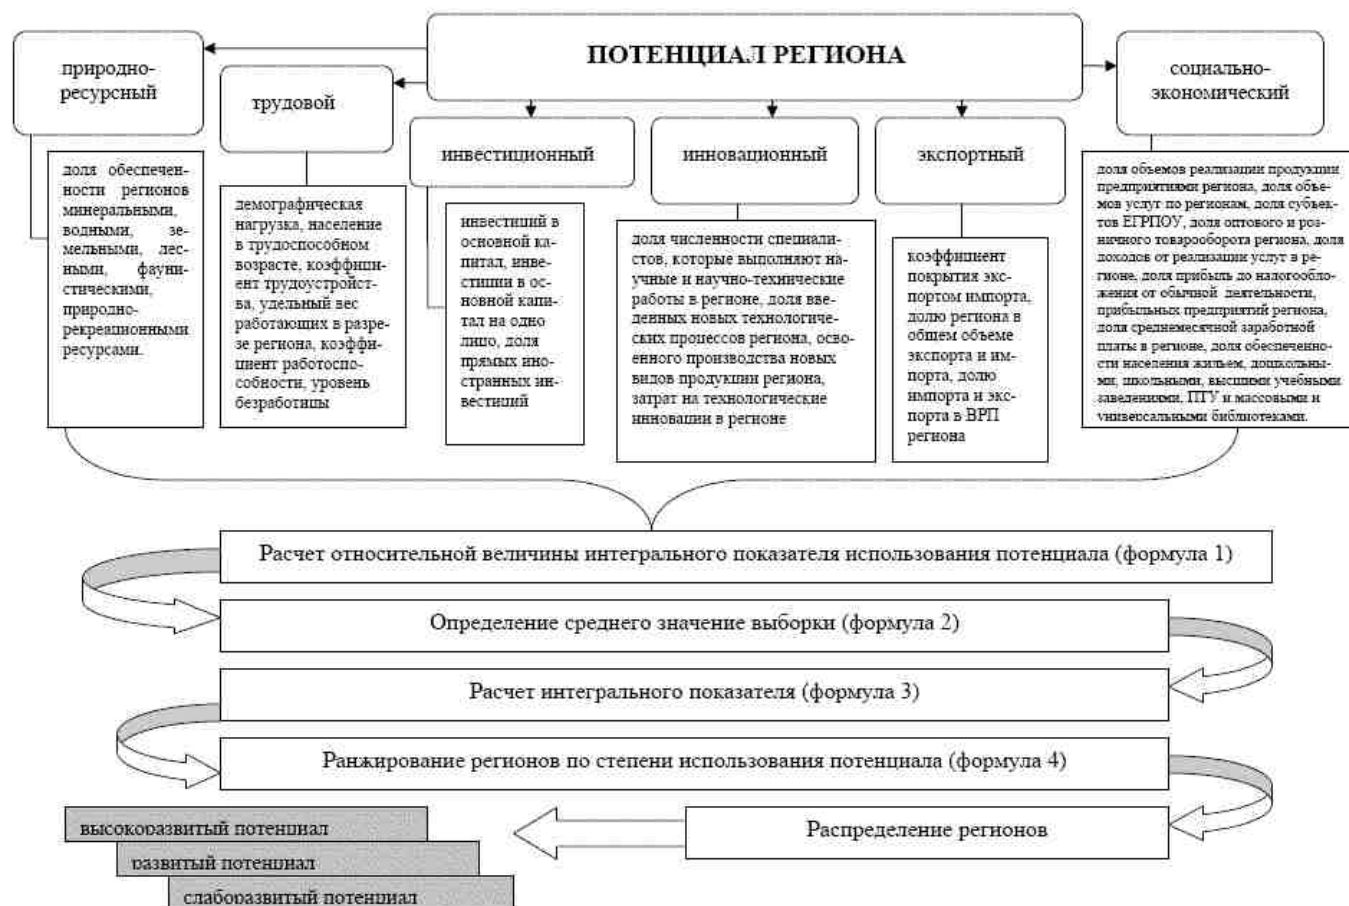 ПОТЕНЦИАЛ РЕГИОНА
природно-
ресурсный
трудовой
инвестиционный
инновационный
экспортный
социально-
экономический
доля обеспечен-
ности регионов
минеральными,
водными, зе-
мельными, лес-
ными, фауни-
стическими,
природно-
рекреационными
ресурсами.
демографическая
нагрузка, население
в трудоспособном
возрасте, коэффици-
ент трудоустройст-
ва, удельный вес
работающих в разре-
зе региона, коэффи-
циент работоспо-
собности, уровень
безработицы
инвестиций в
основной ка-
питал, инве-
стиции в ос-
новной капи-
тал на одно
лицо, доля
прямых ино-
странных ин-
вестиций
доля численности специали-
стов, которые выполняют на-
учные и научно-технические
работы в регионе, доля вве-
денных новых технологиче-
ских процессов региона, осво-
енного производства новых
видов продукции региона,
затрат на технологические
инновации в регионе
коэффициент
покрытия экс-
портом импорта,
долю региона в
общем объеме
экспорта и им-
порта, долю
импорта и экс-
порта в ВРП
региона
доля объемов реализации продукции
предприятиями региона, доля объе-
мов услуг по регионам, доля субъек-
тов ЕГРПОУ, доля оптового и роз-
ничного товарооборота региона, доля
доходов от реализации услуг в ре-
гионе, доля прибыль до налогообло-
жения от обычной деятельности,
прибыльных предприятий региона,
доля среднемесячной заработной
платы в регионе, доля обеспеченно-
сти населения жильем, дошкольны-
ми, школьными, высшими учебными
заведениями, ПТУ и массовыми и
универсальными библиотеками.
Расчет относительной величины интегрального показателя использования потенциала (формула 1)
Определение среднего значение выборки (формула 2)
Расчет интегрального показателя (формула 3)
Ранжирование регионов по степени использования потенциала (формула 4)
Распределение регионов
высокоразвитый потенциал
развитый потенциал
слаборазвитый потенциал